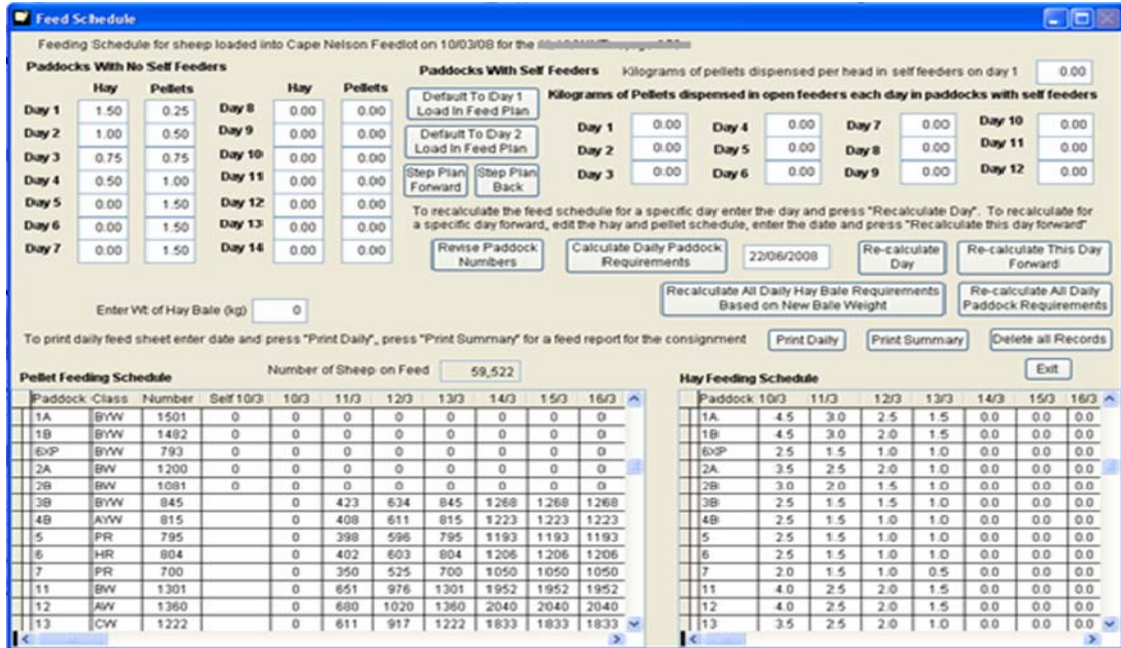 Feed Schedule
Feeding Schedule for sheep loaded into Cape Nelson Feedlot on 10/03/08 for the
Paddocks With No Self Feeders
Hay Pellets Hay Pellets
Day 1 1.50 0.25 Day 8 0.00 0.00
Day 2 1.00 0.50 Day 9 0.00 0.00
Day 3 0.75 0.75 Day 10 0.00 0.00
Day 4 0.50 1.00 Day 11 0.00 0.00
Day 5 0.00 1.50 Day 12 0.00 0.00
Day 6 0.00 1.50 Day 13 0.00 0.00
Day 7 0.00 1.50 Day 14 0.00 0.00
Enter Wt of Hay Bale (kg) 0
Paddocks With Self Feeders Kilograms of pellets dispensed per head in self feeders on day 1 0.00
Default To Day 1
Load In Feed Plan
Default To Day 2
Load In Feed Plan
Step Plan
Forward
Step Plan
Back
Kilograms of Pellets dispensed in open feeders each day in paddocks with self feeders
Day 1 0.00 Day 4 0.00 Day 7 0.00 Day 10 0.00
Day 2 0.00 Day 5 0.00 Day 8 0.00 Day 11 0.00
Day 3 0.00 Day 6 0.00 Day 9 0.00 Day 12 0.00
To recalculate the feed schedule for a specific day enter the day and press "Recalculate Day". To recalculate for
a specific day forward, edit the hay and pellet schedule, enter the date and press "Recalculate this day forward"
Revise Paddock
Numbers
Calculate Daily Paddock
Requirements
22/06/2008
Re-calculate
Day
Re-calculate This Day
Forward
Recalculate All Daily Hay Bale Requirements
Based on New Bale Weight
Re-calculate All Daily
Paddock Requirements
To print daily feed sheet enter date and press "Print Daily", press "Print Summary" for a feed report for the consignment Print Daily Print Summary Delete all Records
Number of Sheep on Feed 59,522 Exit
Pellet Feeding Schedule
Paddock Class Number Self 10/3 10/3 11/3 12/3 13/3 14/3 15/3 16/3
1A BYW 1501 0 0 0 0 0 0 0 0
1B BYW 1482 0 0 0 0 0 0 0 0
6XP BYW 793 0 0 0 0 0 0 0 0
2A BW 1200 0 0 0 0 0 0 0 0
2B BW 1081 0 0 0 0 0 0 0 0
3B BYW 845 0 423 634 845 1268 1268 1268
4B AYW 815 0 408 611 815 1223 1223 1223
5 PR 795 0 398 596 795 1193 1193 1193
6 HR 804 0 402 603 804 1206 1206 1206
7 PR 700 0 350 525 700 1050 1050 1050
11 BW 1301 0 651 976 1301 1952 1952 1952
12 AW 1360 0 680 1020 1360 2040 2040 2040
13 CW 1222 0 611 917 1222 1833 1833 1833
Hay Feeding Schedule
Paddock 10/3 11/3 12/3 13/3 14/3 15/3 16/3
1A 4.5 3.0 2.5 1.5 0.0 0.0 0.0
1B 4.5 3.0 2.0 1.5 0.0 0.0 0.0
6XP 2.5 1.5 1.0 1.0 0.0 0.0 0.0
2A 3.5 2.5 2.0 1.0 0.0 0.0 0.0
2B 3.0 2.0 1.5 1.0 0.0 0.0 0.0
3B 2.5 1.5 1.5 1.0 0.0 0.0 0.0
4B 2.5 1.5 1.0 1.0 0.0 0.0 0.0
5 2.5 1.5 1.0 1.0 0.0 0.0 0.0
6 2.5 1.5 1.0 1.0 0.0 0.0 0.0
7 2.0 1.5 1.0 0.5 0.0 0.0 0.0
11 4.0 2.5 2.0 1.5 0.0 0.0 0.0
12 4.0 2.5 2.0 1.5 0.0 0.0 0.0
13 3.5 2.5 2.0 1.0 0.0 0.0 0.0